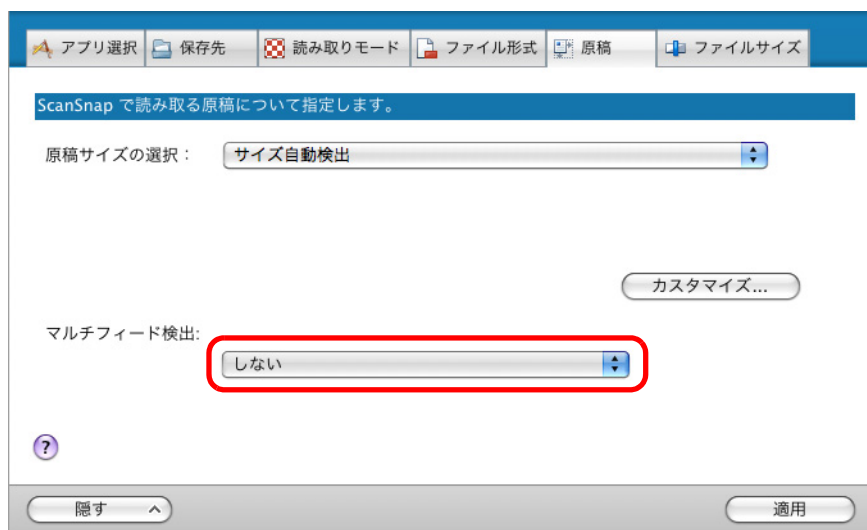 アプリ選択 保存先 読み取りモード ファイル形式 原稿 ファイルサイズ
ScanSnap で読み取る原稿について指定します。
原稿サイズの選択： サイズ自動検出
カスタマイズ...
マルチフィード検出:
しない
?
隠す 適用